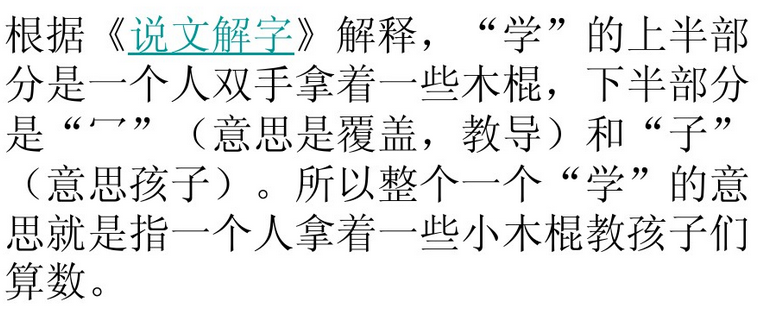 根据《说文解字》解释，“学”的上半部
分是一个人双手拿着一些木棍，下半部分
是“冖”（意思是覆盖，教导）和“子”
（意思孩子）。所以整个一个“学”的意
思就是指一个人拿着一些小木棍教孩子们
算数。